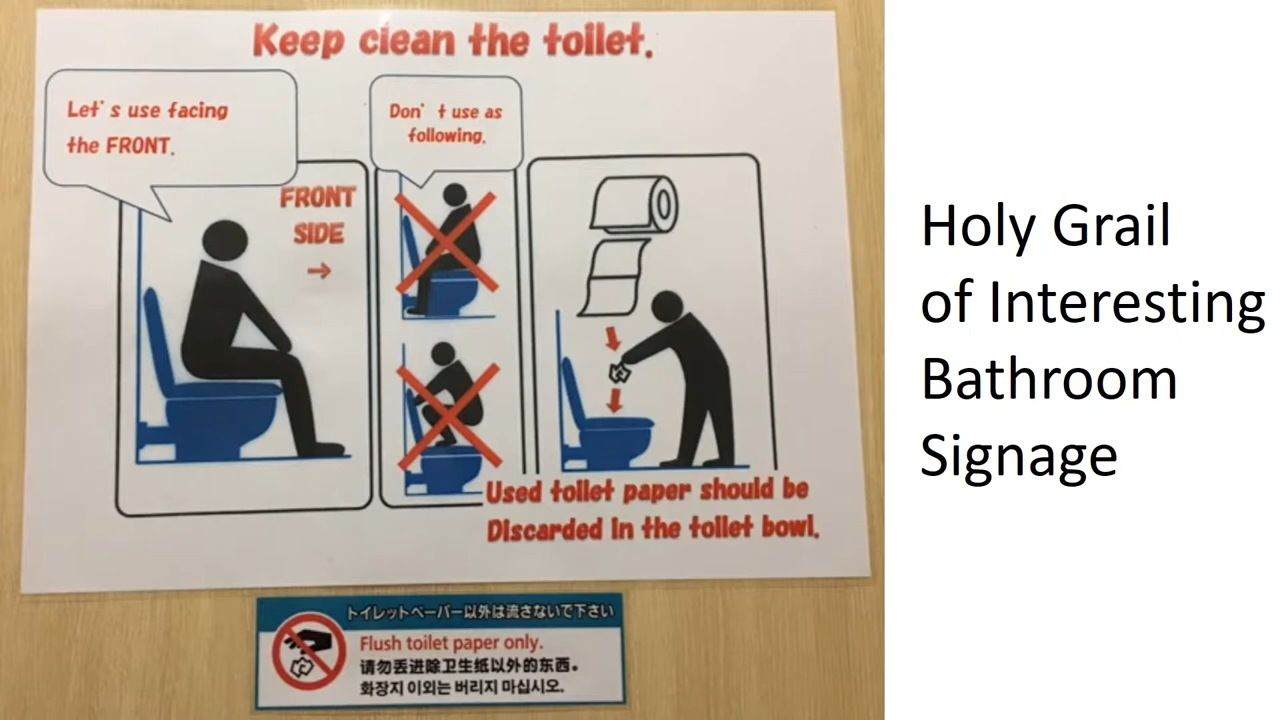 Keep clean the toilet.
Let's use facing
the FRONT.
Don't use as
following.
FRONT
SIDE
→
Used toilet paper should be
Discarded in the toilet bowl.
トイレットペーパー以外は流さないで下さい
Flush toilet paper only.
请勿丢进除卫生纸以外的东西。
화장지 이외는 버리지 마십시오.
Holy Grail
of Interesting
Bathroom
Signage